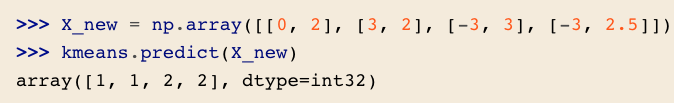 >>> X_new = np.array([[0, 2], [3, 2], [-3, 3], [-3, 2.5]])
>>> kmeans.predict(X_new)
array([1, 1, 2, 2], dtype=int32)